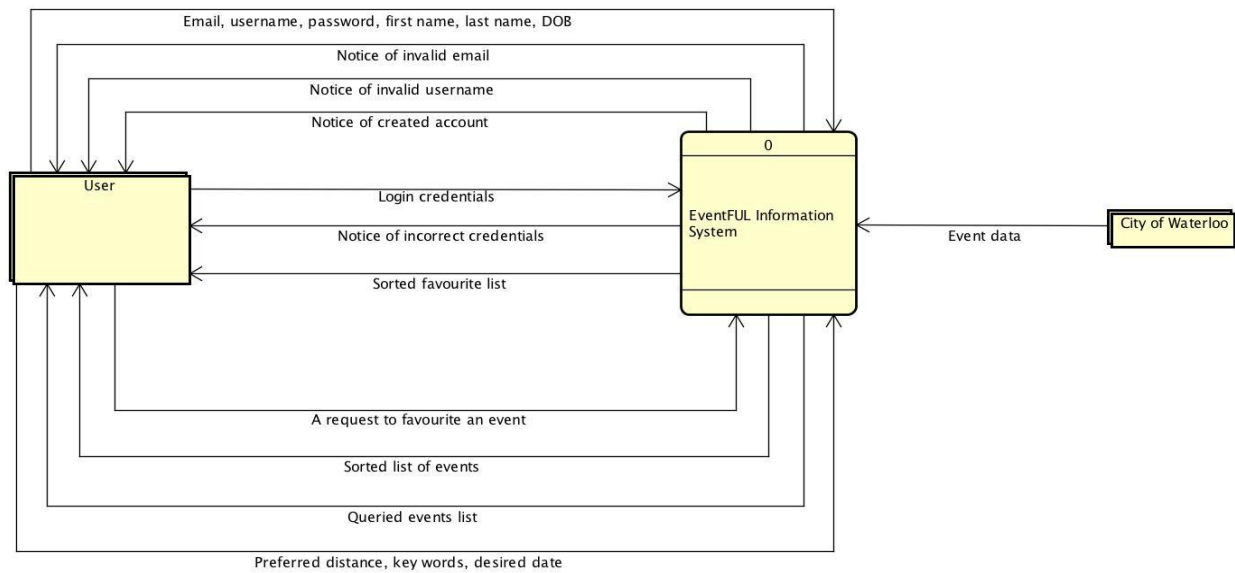 Email, username, password, first name, last name, DOB
Notice of invalid email
Notice of invalid username
Notice of created account
0
User
Login credentials
EventFUL Information
System
City of Waterloo
Notice of incorrect credentials
Event data
Sorted favourite list
A request to favourite an event
Sorted list of events
Queried events list
Preferred distance, key words, desired date